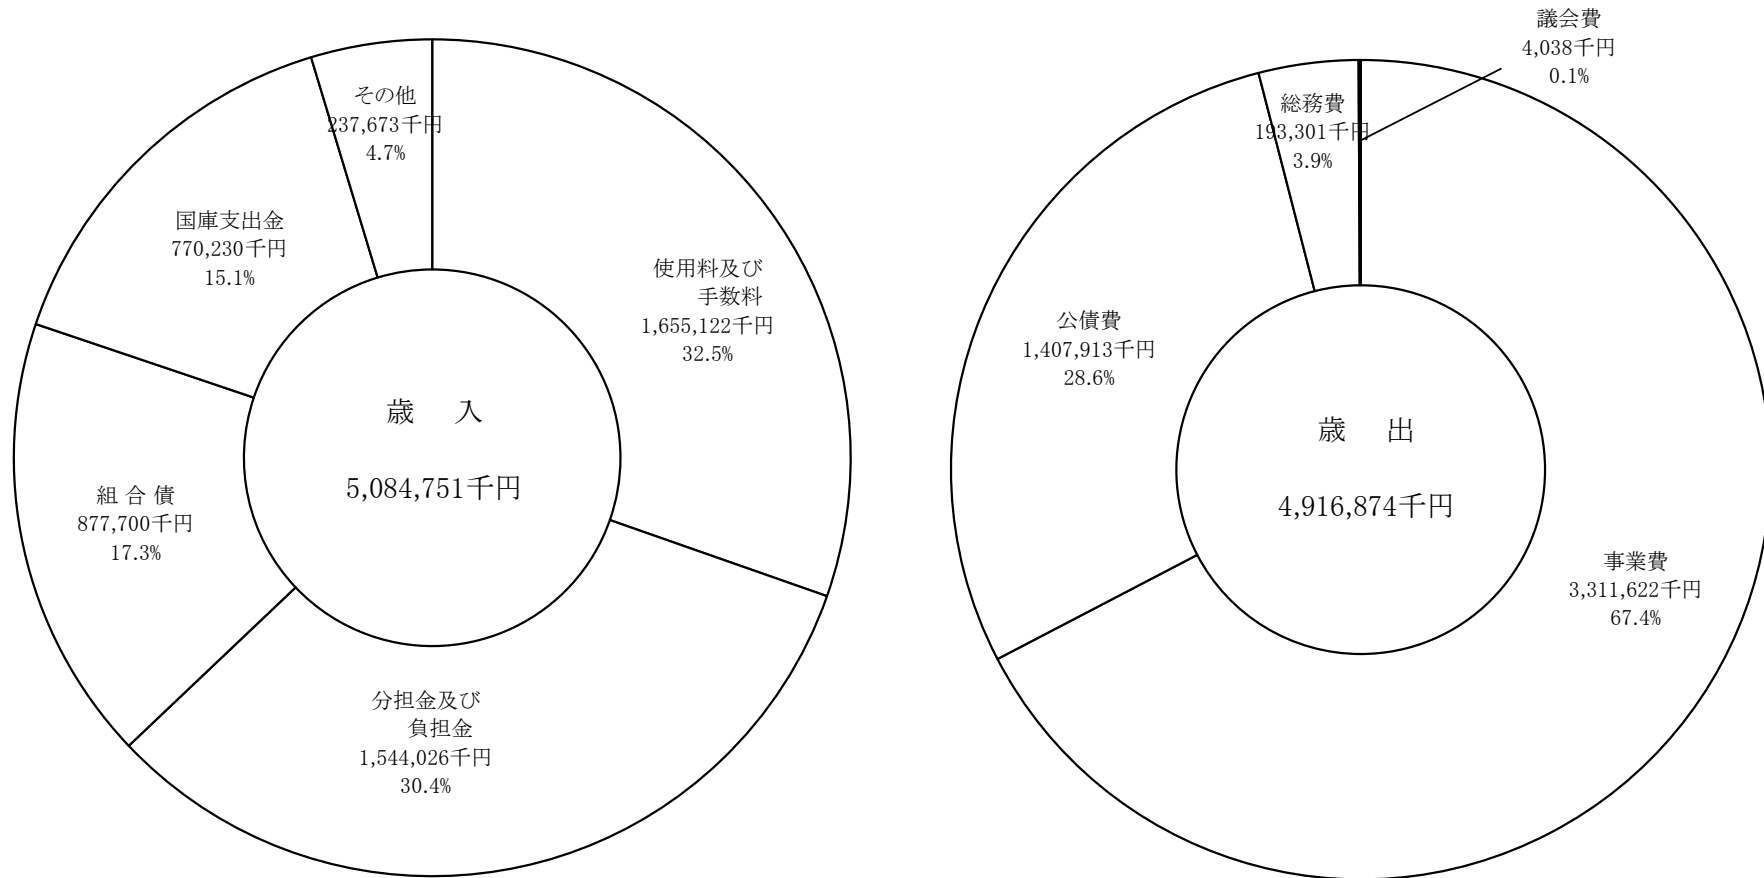 その他
237,673千円
4.7%
国庫支出金
770,230千円
15.1%
使用料及び
手数料
1,655,122千円
32.5%
歳 入
5,084,751千円
組 合 債
877,700千円
17.3%
分担金及び
負担金
1,544,026千円
30.4%
議会費
4,038千円
0.1%
総務費
193,301千円
3.9%
公債費
1,407,913千円
28.6%
歳 出
4,916,874千円
事業費
3,311,622千円
67.4%